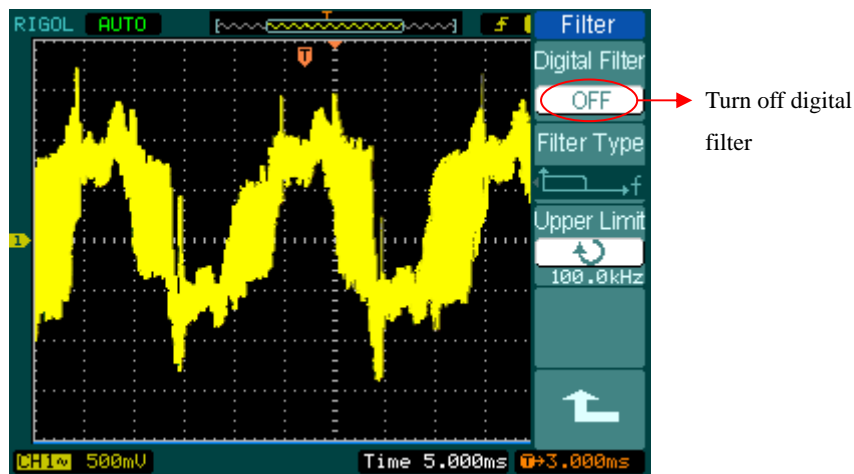 RIGOL AUTO T f Filter
Digital Filter
OFF
Turn off digital
filter
T
Filter Type
f
Upper Limit
1
100.0kHz
CH1~ 500mV Time 5.000ms T→3.000ms